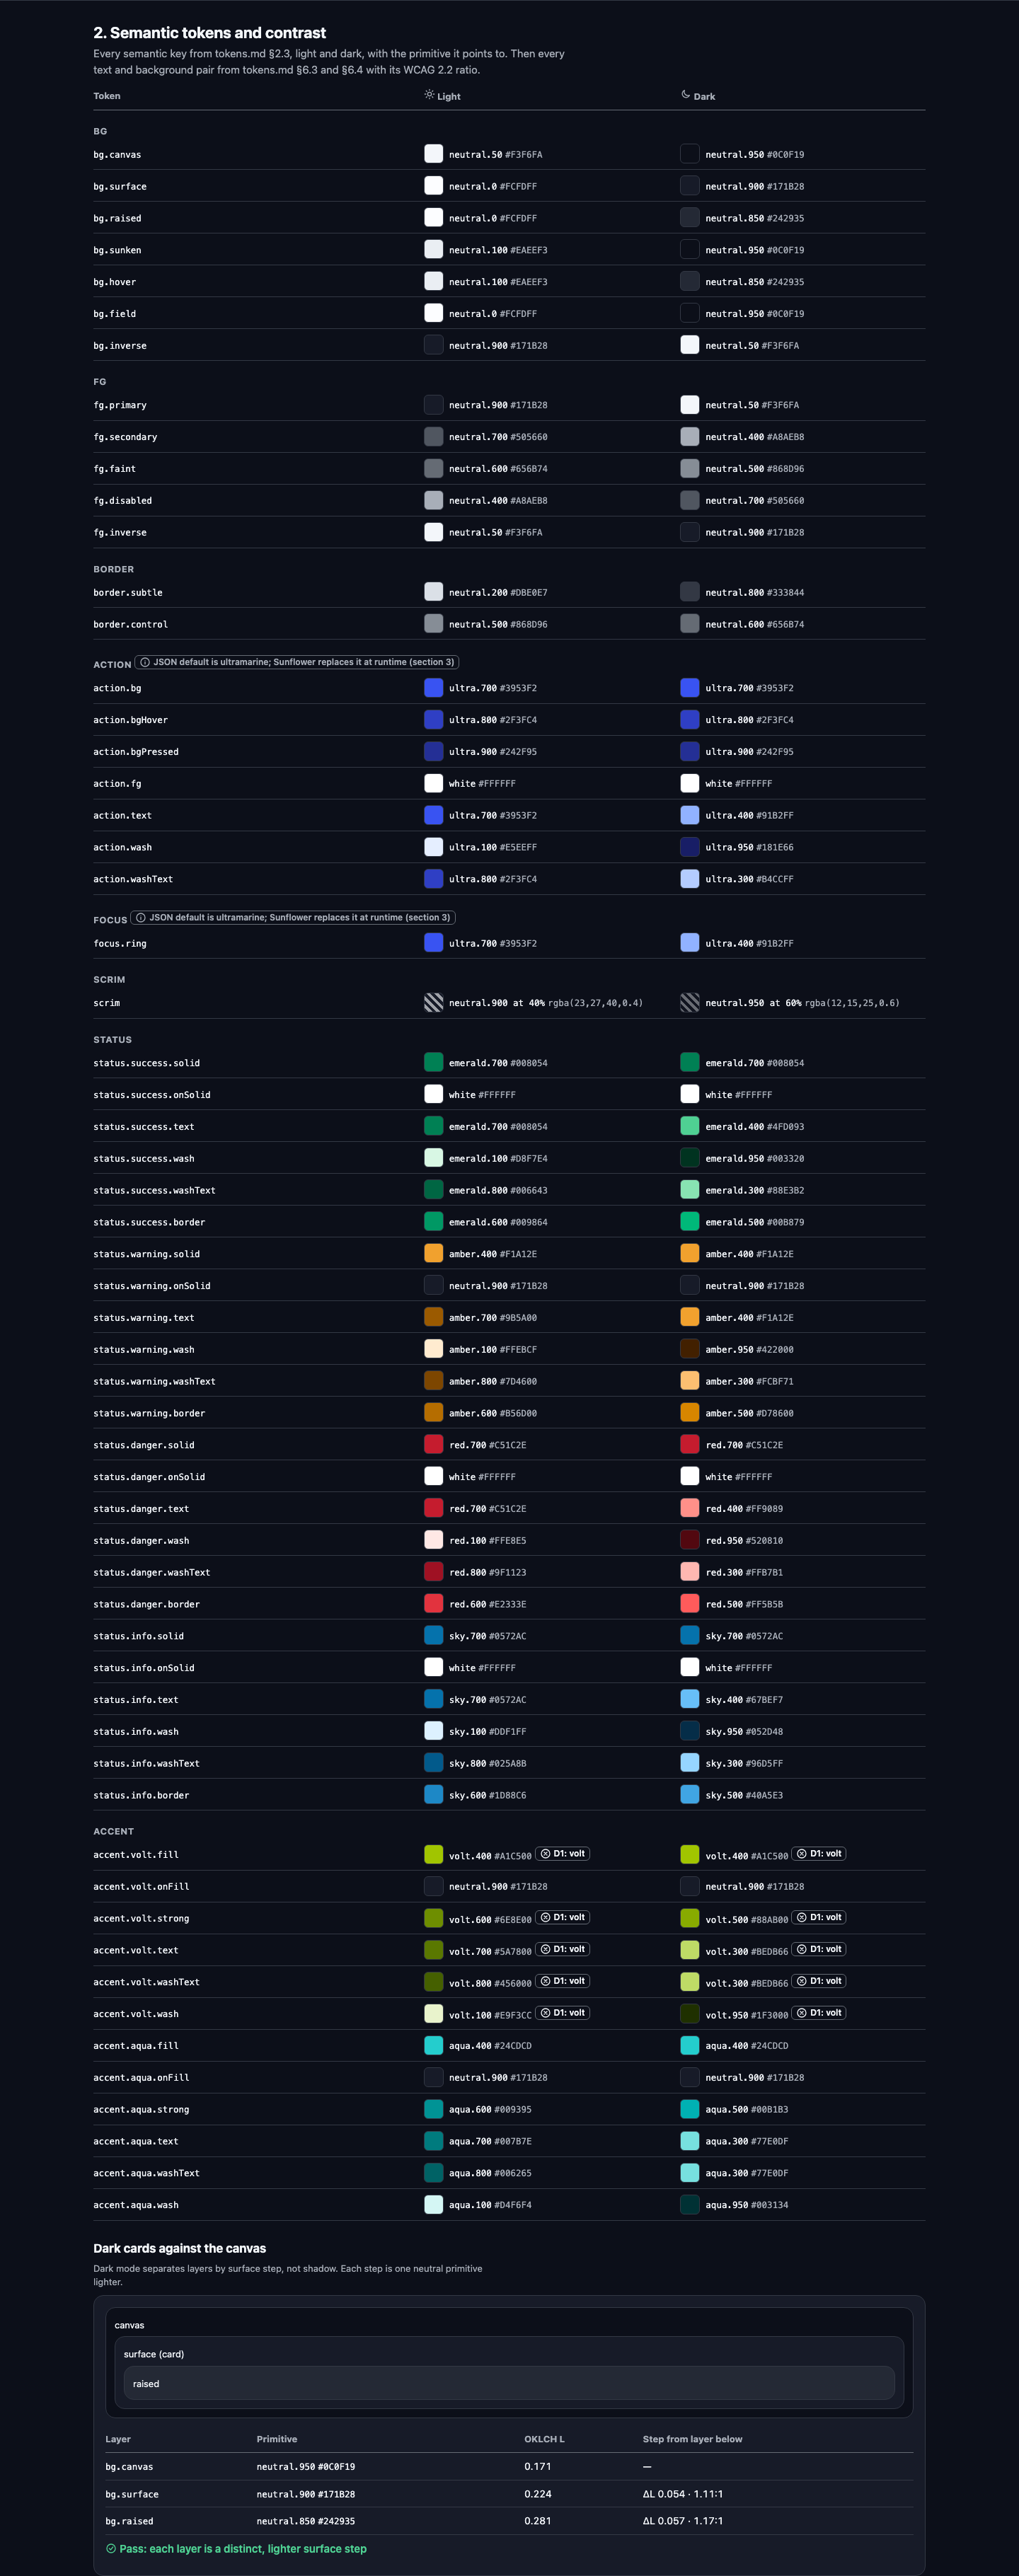 2. Semantic tokens and contrast
Every semantic key from tokens.md §2.3, light and dark, with the primitive it points to. Then every
text and background pair from tokens.md §6.3 and §6.4 with its WCAG 2.2 ratio.
Token Light Dark
BG
bg.canvas neutral.50 #F3F6FA neutral.950 #0C0F19
bg.surface neutral.0 #FCFDFF neutral.900 #171B28
bg.raised neutral.0 #FCFDFF neutral.850 #242935
bg.sunken neutral.100 #EAEEF3 neutral.950 #0C0F19
bg.hover neutral.100 #EAEEF3 neutral.850 #242935
bg.field neutral.0 #FCFDFF neutral.950 #0C0F19
bg.inverse neutral.900 #171B28 neutral.50 #F3F6FA
FG
fg.primary neutral.900 #171B28 neutral.50 #F3F6FA
fg.secondary neutral.700 #505660 neutral.400 #A8AEB8
fg.faint neutral.600 #656B74 neutral.500 #868D96
fg.disabled neutral.400 #A8AEB8 neutral.700 #505660
fg.inverse neutral.50 #F3F6FA neutral.900 #171B28
BORDER
border.subtle neutral.200 #DBE0E7 neutral.800 #333844
border.control neutral.500 #868D96 neutral.600 #656B74
ACTION JSON default is ultramarine; Sunflower replaces it at runtime (section 3)
action.bg ultra.700 #3953F2 ultra.700 #3953F2
action.bgHover ultra.800 #2F3FC4 ultra.800 #2F3FC4
action.bgPressed ultra.900 #242F95 ultra.900 #242F95
action.fg white #FFFFFF white #FFFFFF
action.text ultra.700 #3953F2 ultra.400 #91B2FF
action.wash ultra.100 #E5EEFF ultra.950 #181E66
action.washText ultra.800 #2F3FC4 ultra.300 #B4CCFF
FOCUS JSON default is ultramarine; Sunflower replaces it at runtime (section 3)
focus.ring ultra.700 #3953F2 ultra.400 #91B2FF
SCRIM
scrim neutral.900 at 40% rgba(23,27,40,0.4) neutral.950 at 60% rgba(12,15,25,0.6)
STATUS
status.success.solid emerald.700 #008054 emerald.700 #008054
status.success.onSolid white #FFFFFF white #FFFFFF
status.success.text emerald.700 #008054 emerald.400 #4FD093
status.success.wash emerald.100 #D8F7E4 emerald.950 #003320
status.success.washText emerald.800 #006643 emerald.300 #88E3B2
status.success.border emerald.600 #009864 emerald.500 #00B879
status.warning.solid amber.400 #F1A12E amber.400 #F1A12E
status.warning.onSolid neutral.900 #171B28 neutral.900 #171B28
status.warning.text amber.700 #9B5A00 amber.400 #F1A12E
status.warning.wash amber.100 #FFEBCF amber.950 #422000
status.warning.washText amber.800 #7D4600 amber.300 #FCBF71
status.warning.border amber.600 #B56D00 amber.500 #D78600
status.danger.solid red.700 #C51C2E red.700 #C51C2E
status.danger.onSolid white #FFFFFF white #FFFFFF
status.danger.text red.700 #C51C2E red.400 #FF9089
status.danger.wash red.100 #FFE8E5 red.950 #520810
status.danger.washText red.800 #9F1123 red.300 #FFB7B1
status.danger.border red.600 #E2333E red.500 #FF5B5B
status.info.solid sky.700 #0572AC sky.700 #0572AC
status.info.onSolid white #FFFFFF white #FFFFFF
status.info.text sky.700 #0572AC sky.400 #67BEF7
status.info.wash sky.100 #DDF1FF sky.950 #052D48
status.info.washText sky.800 #025A8B sky.300 #96D5FF
status.info.border sky.600 #1D88C6 sky.500 #40A5E3
ACCENT
accent.volt.fill volt.400 #A1C500 D1: volt volt.400 #A1C500 D1: volt
accent.volt.onFill neutral.900 #171B28 neutral.900 #171B28
accent.volt.strong volt.600 #6E8E00 D1: volt volt.500 #88AB00 D1: volt
accent.volt.text volt.700 #5A7800 D1: volt volt.300 #BEDB66 D1: volt
accent.volt.washText volt.800 #456000 D1: volt volt.300 #BEDB66 D1: volt
accent.volt.wash volt.100 #E9F3CC D1: volt volt.950 #1F3000 D1: volt
accent.aqua.fill aqua.400 #24CDCD aqua.400 #24CDCD
accent.aqua.onFill neutral.900 #171B28 neutral.900 #171B28
accent.aqua.strong aqua.600 #009395 aqua.500 #00B1B3
accent.aqua.text aqua.700 #007B7E aqua.300 #77E0DF
accent.aqua.washText aqua.800 #006265 aqua.300 #77E0DF
accent.aqua.wash aqua.100 #D4F6F4 aqua.950 #003134
Dark cards against the canvas
Dark mode separates layers by surface step, not shadow. Each step is one neutral primitive
lighter.
canvas
surface (card)
raised
Layer Primitive OKLCH L Step from layer below
bg.canvas neutral.950 #0C0F19 0.171 —
bg.surface neutral.900 #171B28 0.224 ΔL 0.054 · 1.11:1
bg.raised neutral.850 #242935 0.281 ΔL 0.057 · 1.17:1
Pass: each layer is a distinct, lighter surface step